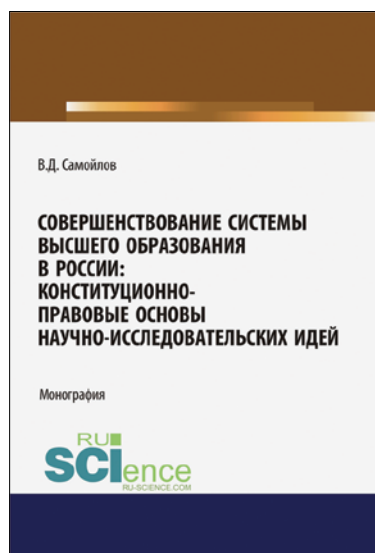 В.Д. Самойлов
СОВЕРШЕНСТВОВАНИЕ СИСТЕМЫ
ВЫСШЕГО ОБРАЗОВАНИЯ
В РОССИИ:
КОНСТИТУЦИОННО-
ПРАВОВЫЕ ОСНОВЫ
НАУЧНО-ИССЛЕДОВАТЕЛЬСКИХ ИДЕЙ
Монография
RU
SCIence
RU-SCIENCE.COM